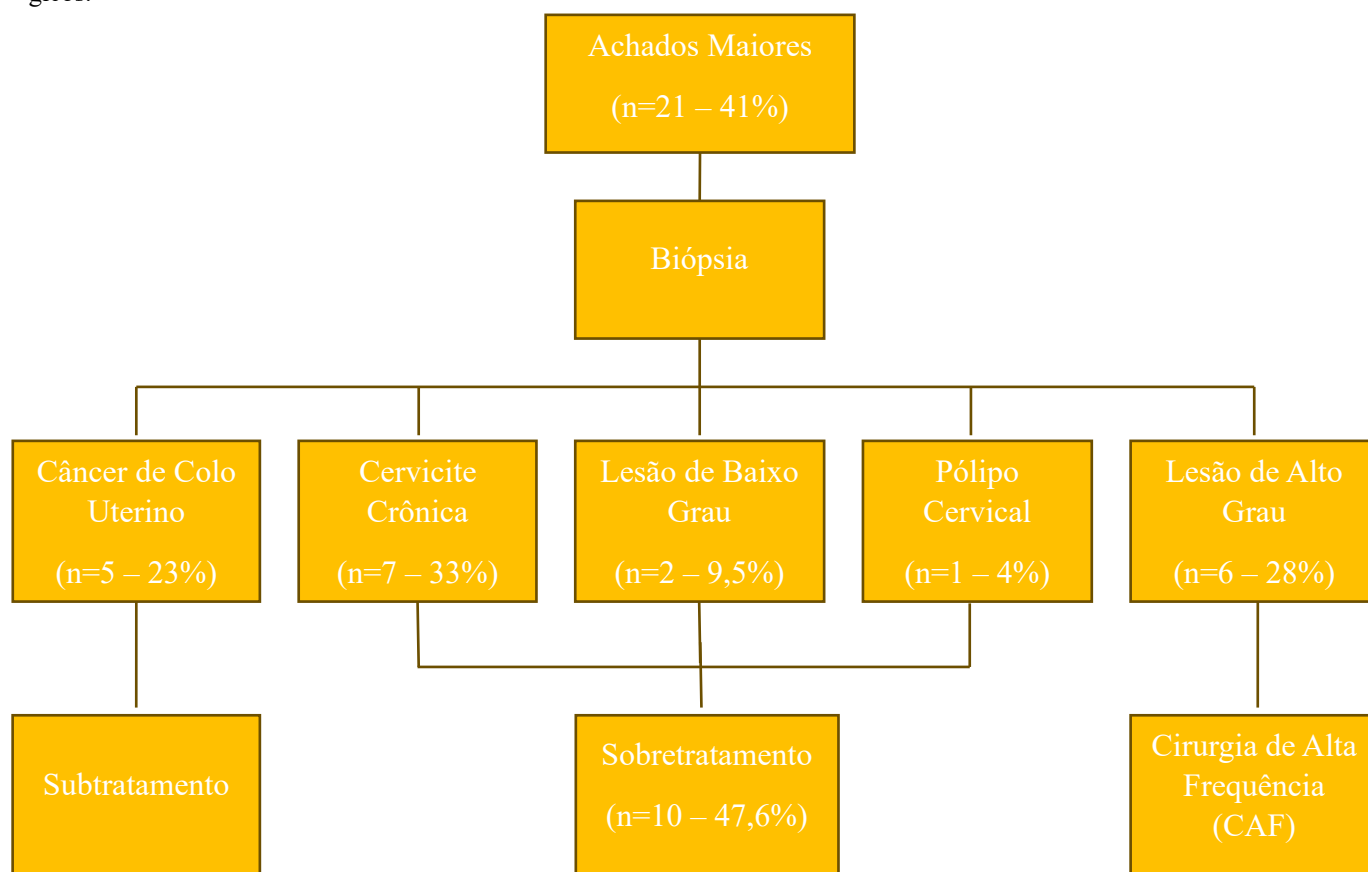 Achados Maiores
(n=21 – 41%)
Biópsia
Câncer de Colo
Uterino
(n=5 – 23%)
Cervicite
Crônica
(n=7 – 33%)
Lesão de Baixo
Grau
(n=2 – 9,5%)
Pólipo
Cervical
(n=1 – 4%)
Lesão de Alto
Grau
(n=6 – 28%)
Subtratamento
Sobretratamento
(n=10 – 47,6%)
Cirurgia de Alta
Frequência
(CAF)